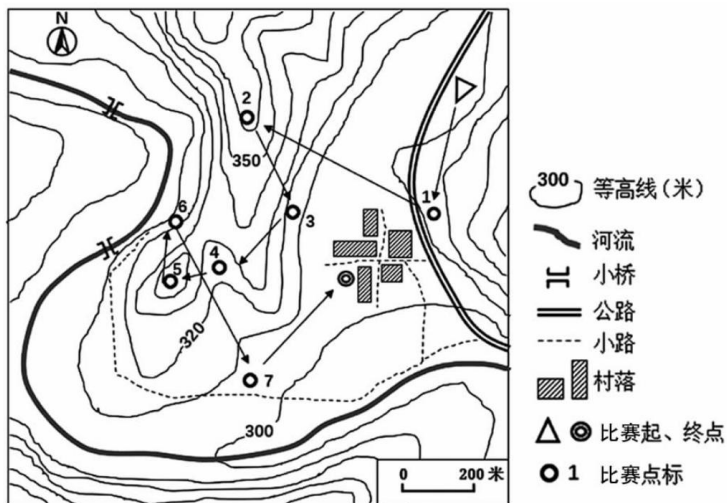 N
2
350
1
6
3
4
5
320
7
300
0 200 米
300 等高线(米)
河流
小桥
公路
小路
村落
比赛起、终点
1 比赛点标